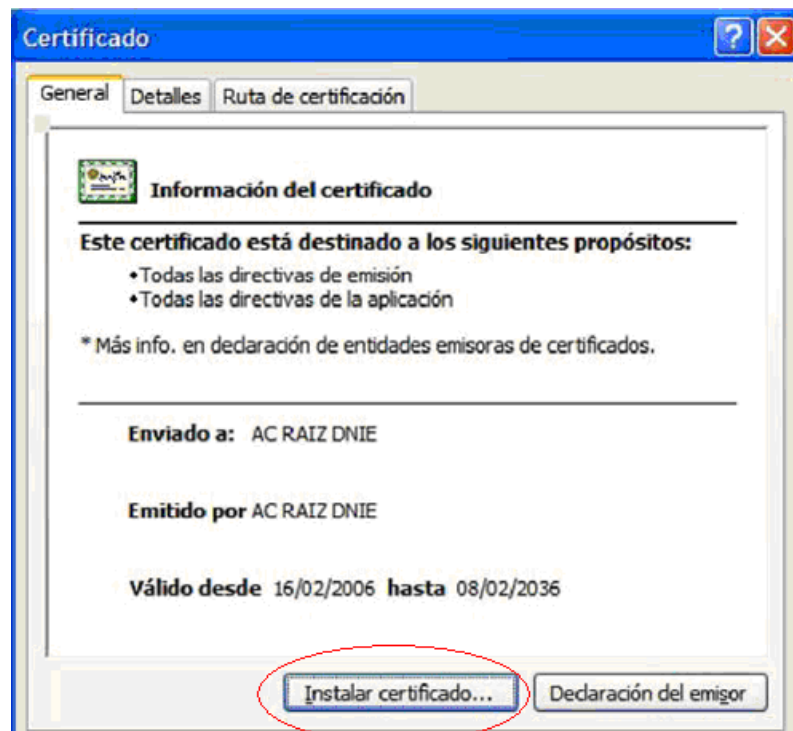 Certificado
General Detalles Ruta de certificación
Información del certificado
Este certificado está destinado a los siguientes propósitos:
•Todas las directivas de emisión
•Todas las directivas de la aplicación
* Más info. en declaración de entidades emisoras de certificados.
Enviado a: AC RAIZ DNIE
Emitido por AC RAIZ DNIE
Válido desde 16/02/2006 hasta 08/02/2036
Instalar certificado... Declaración del emisor